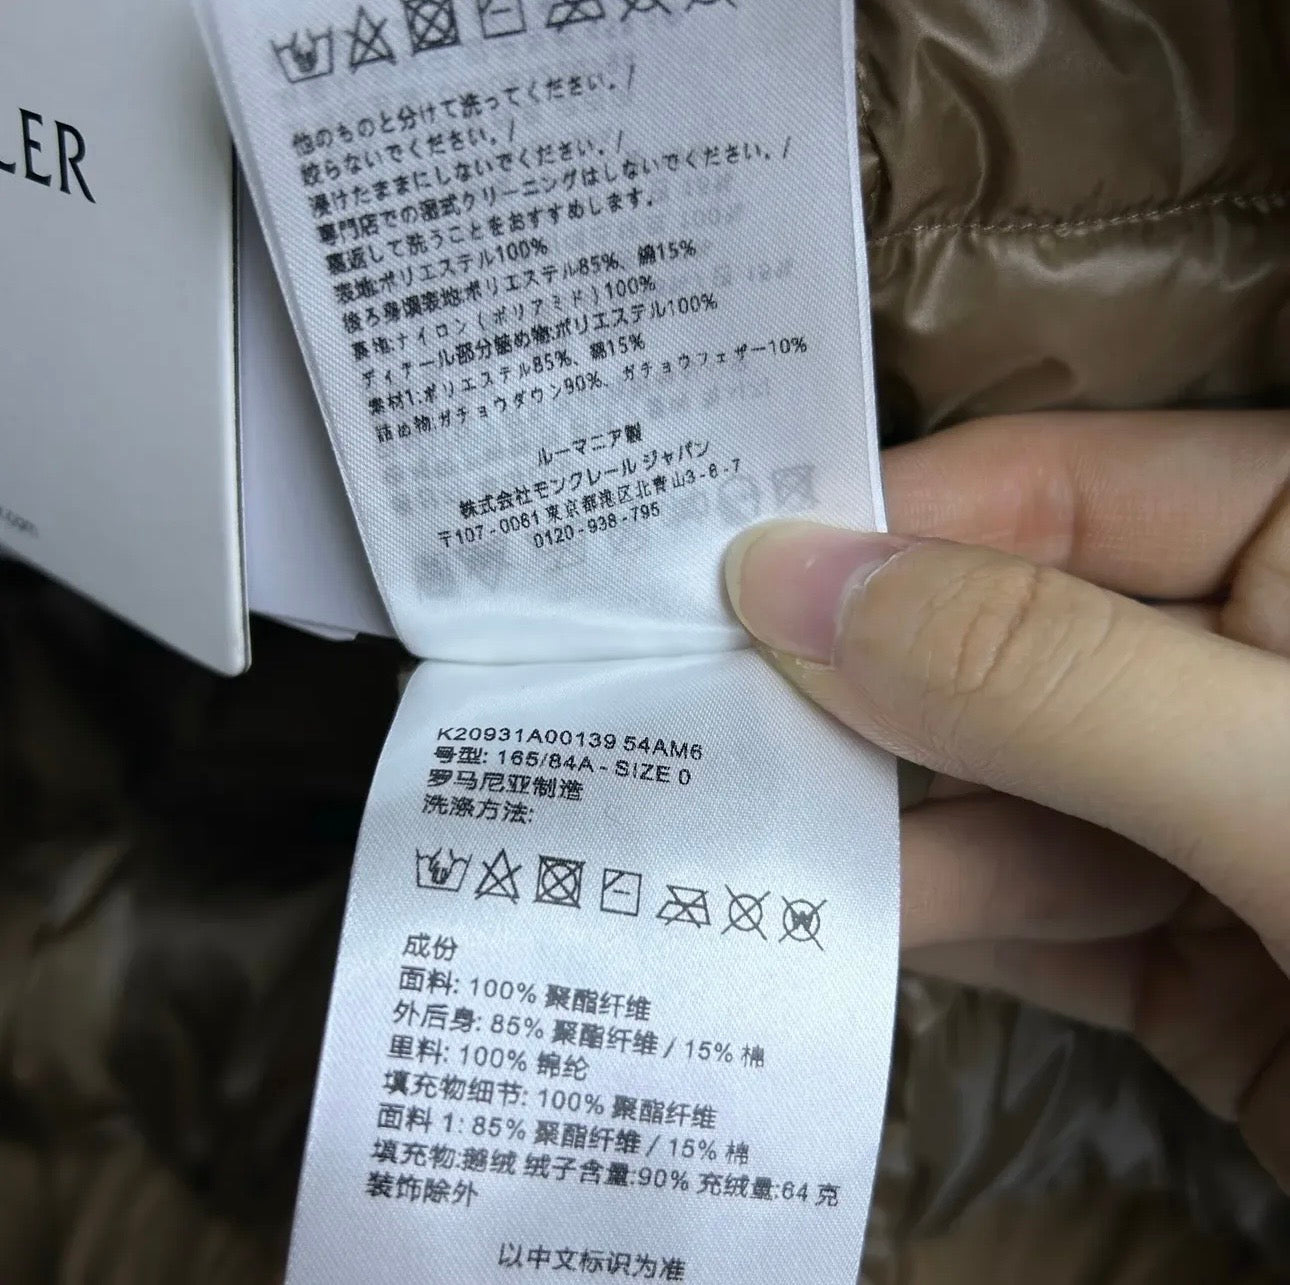 LER
他のものと分けて洗ってください。/
絞らないでください。/
浸けたままにしないでください。/
専門店での湿式クリーニングはしないでください。/
裏返して洗うことをおすすめします。
表地:ポリエステル100%
後ろ身頃表地:ポリエステル85%、綿15%
裏地:ナイロン(ポリアミド)100%
ディテール部分詰め物:ポリエステル100%
素材1:ポリエステル85%、綿15%
詰め物:ガチョウダウン90%、ガチョウフェザー10%
ルーマニア製
株式会社モンクレール ジャパン
〒107-0061 東京都港区北青山3-6-7
0120-938-795
K20931A00139 54AM6
号型: 165/84A - SIZE 0
罗马尼亚制造
洗涤方法:
成份
面料: 100% 聚酯纤维
外后身: 85% 聚酯纤维 / 15% 棉
里料: 100% 锦纶
填充物细节: 100% 聚酯纤维
面料 1: 85% 聚酯纤维 / 15% 棉
填充物:鹅绒 绒子含量:90% 充绒量:64 克
装饰除外
以中文标识为准